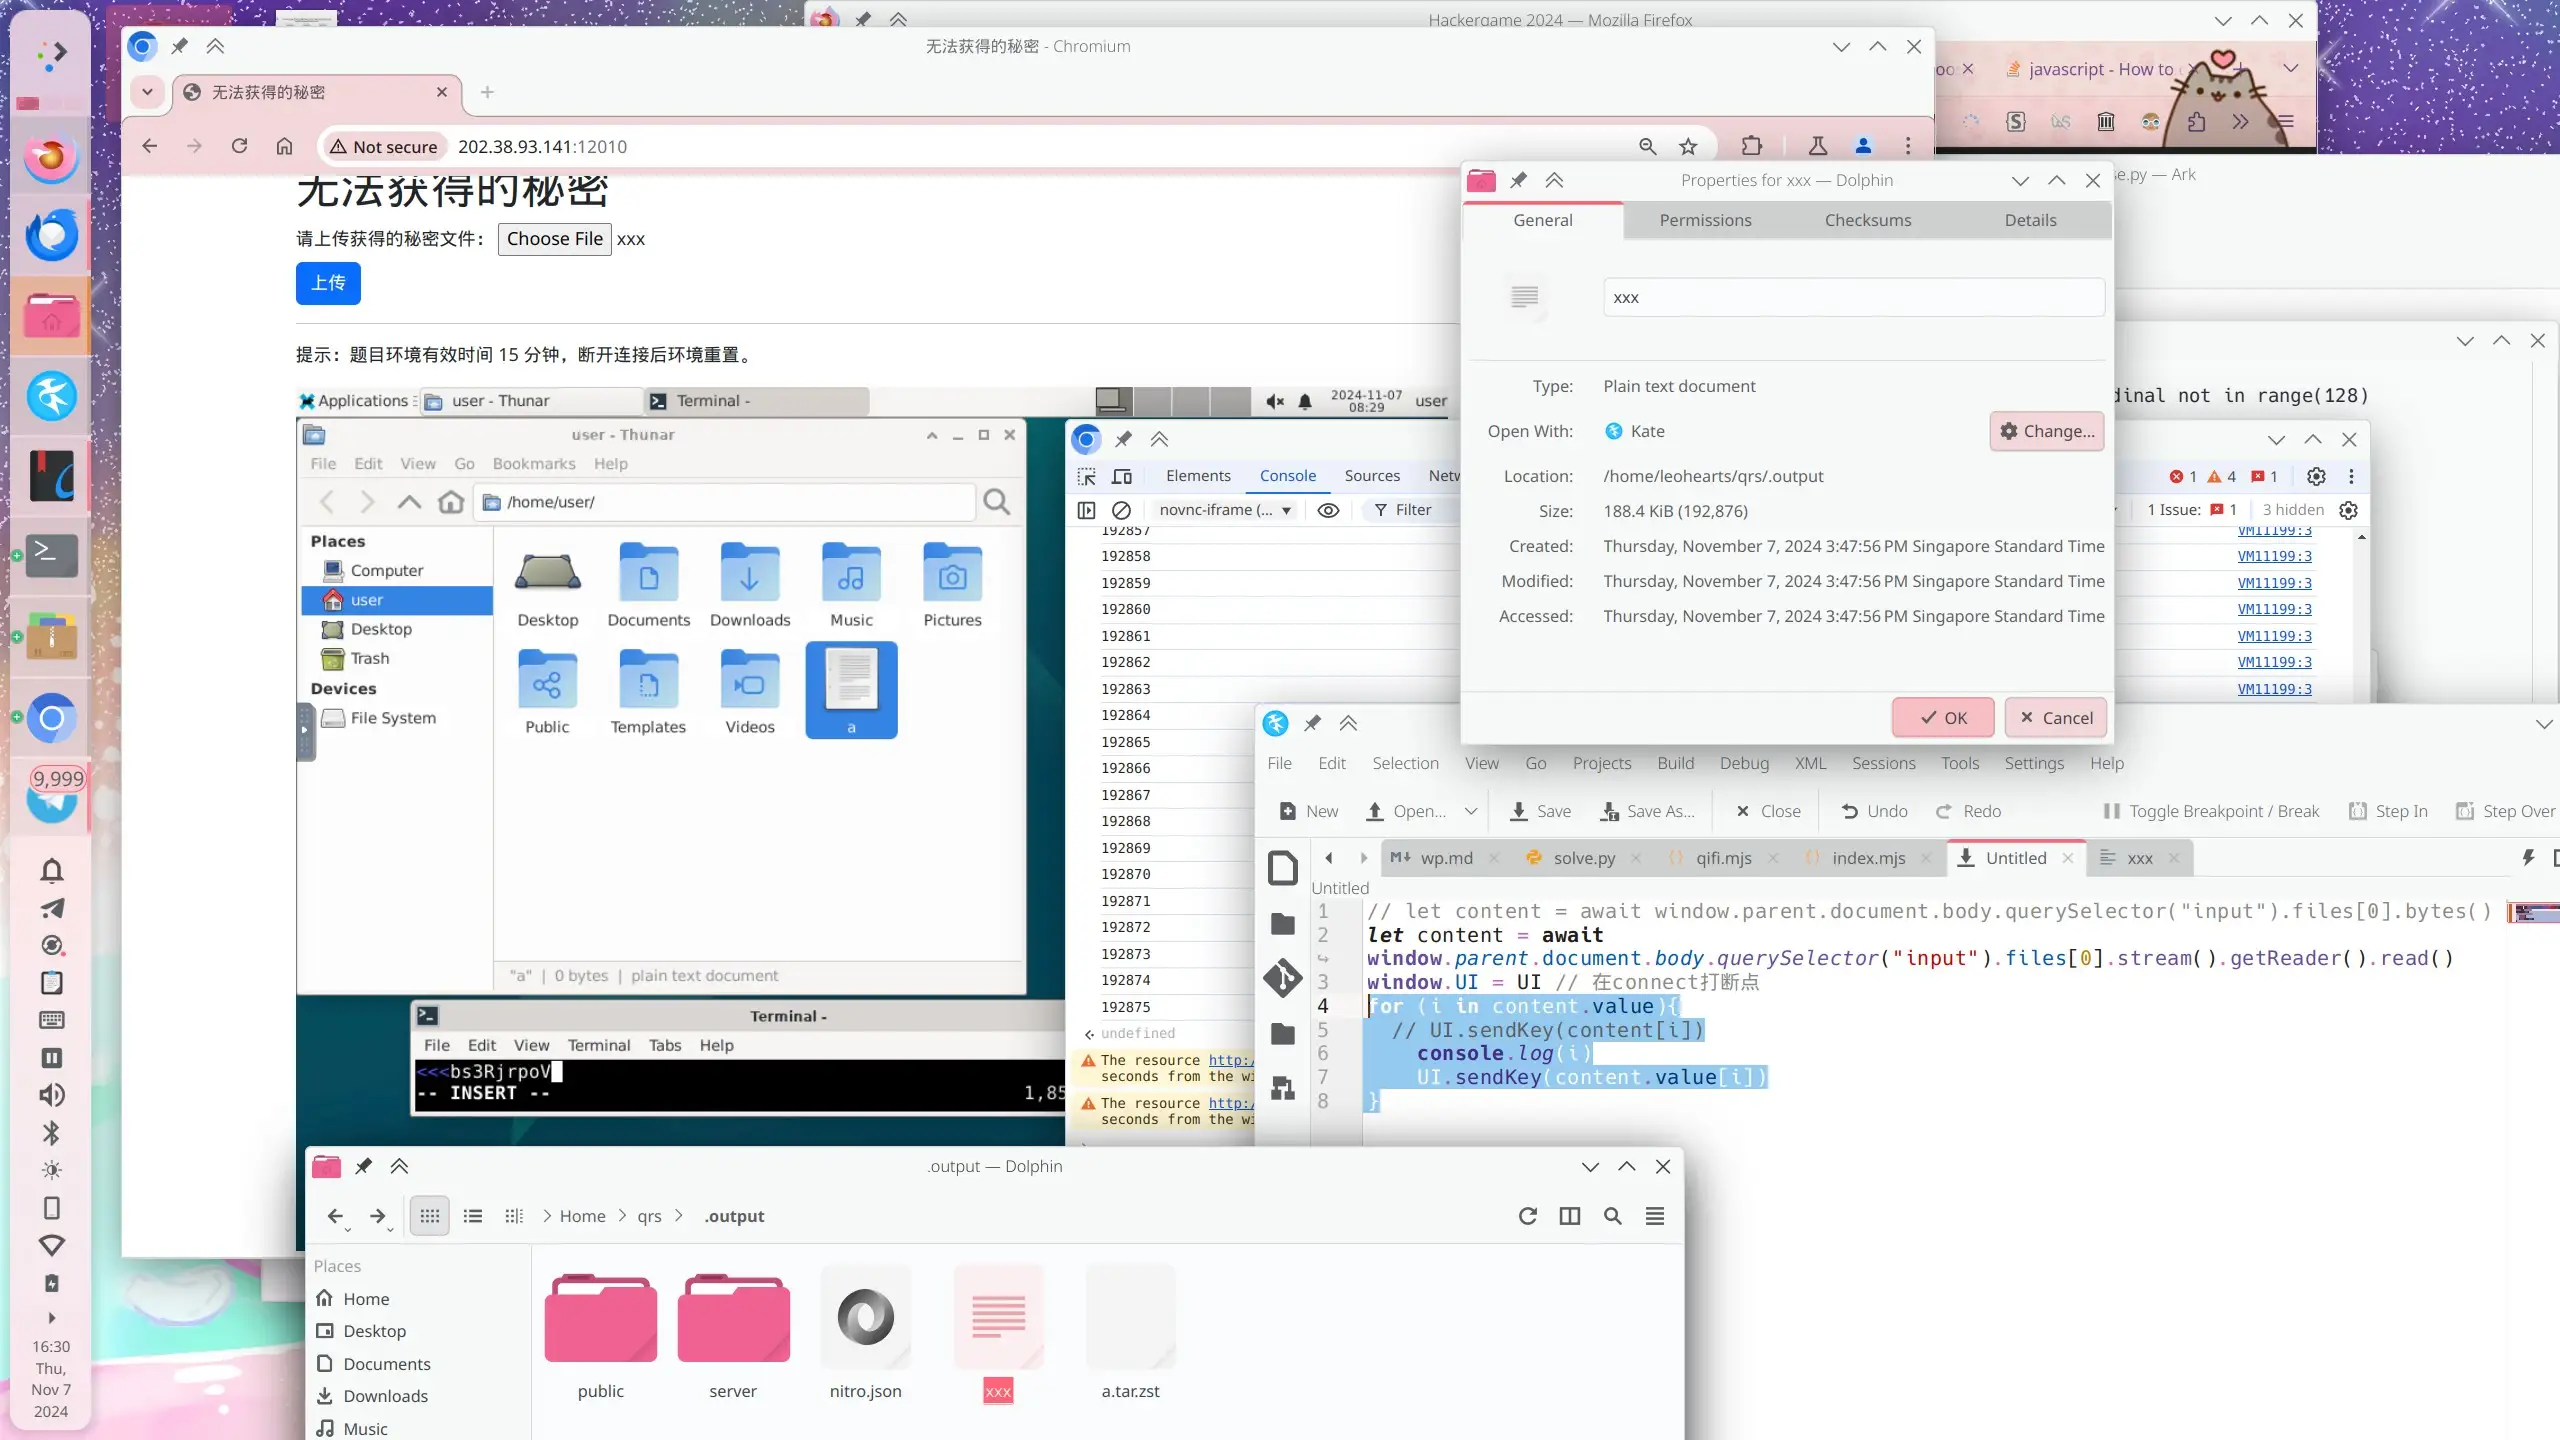 Hackergame 2024 — Mozilla Firefox
无法获得的秘密 - Chromium
无法获得的秘密
javascript - How to
Not secure
202.38.93.141:12010
无法获得的秘密
请上传获得的秘密文件：
Choose File
xxx
上传
提示：题目环境有效时间 15 分钟，断开连接后环境重置。
Applications
user - Thunar
Terminal -
2024-11-07
08:29
user
user - Thunar
File Edit View Go Bookmarks Help
/home/user/
Places
Computer
user
Desktop
Trash
Devices
File System
Desktop
Documents
Downloads
Music
Pictures
Public
Templates
Videos
a
"a" | 0 bytes | plain text document
Terminal -
File Edit View Terminal Tabs Help
<<<bs3RjrpoV
-- INSERT --
1,85
Elements Console Sources Netw
novnc-iframe (...
Filter
1 4 1
1 Issue: 1 3 hidden
192857 VM11199:3
192858 VM11199:3
192859 VM11199:3
192860 VM11199:3
192861 VM11199:3
192862 VM11199:3
192863 VM11199:3
192864
192865
192866
192867
192868
192869
192870
192871
192872
192873
192874
192875
undefined
The resource http:/
seconds from the wi
The resource http:/
seconds from the wi
se.py — Ark
dinal not in range(128)
Properties for xxx — Dolphin
General Permissions Checksums Details
xxx
Type: Plain text document
Open With: Kate
Change...
Location: /home/leohearts/qrs/.output
Size: 188.4 KiB (192,876)
Created: Thursday, November 7, 2024 3:47:56 PM Singapore Standard Time
Modified: Thursday, November 7, 2024 3:47:56 PM Singapore Standard Time
Accessed: Thursday, November 7, 2024 3:47:56 PM Singapore Standard Time
OK
Cancel
File Edit Selection View Go Projects Build Debug XML Sessions Tools Settings Help
New Open... Save Save As... Close Undo Redo Toggle Breakpoint / Break Step In Step Over
wp.md solve.py qifi.mjs index.mjs Untitled xxx
Untitled
1 // let content = await window.parent.document.body.querySelector("input").files[0].bytes()
2 let content = await
window.parent.document.body.querySelector("input").files[0].stream().getReader().read()
3 window.UI = UI // 在connect打断点
4 for (i in content.value){
5 // UI.sendKey(content[i])
6 console.log(i)
7 UI.sendKey(content.value[i])
8 }
.output — Dolphin
Home
qrs
.output
Places
Home
Desktop
Documents
Downloads
Music
public
server
nitro.json
xxx
a.tar.zst
9,999
16:30
Thu,
Nov 7
2024